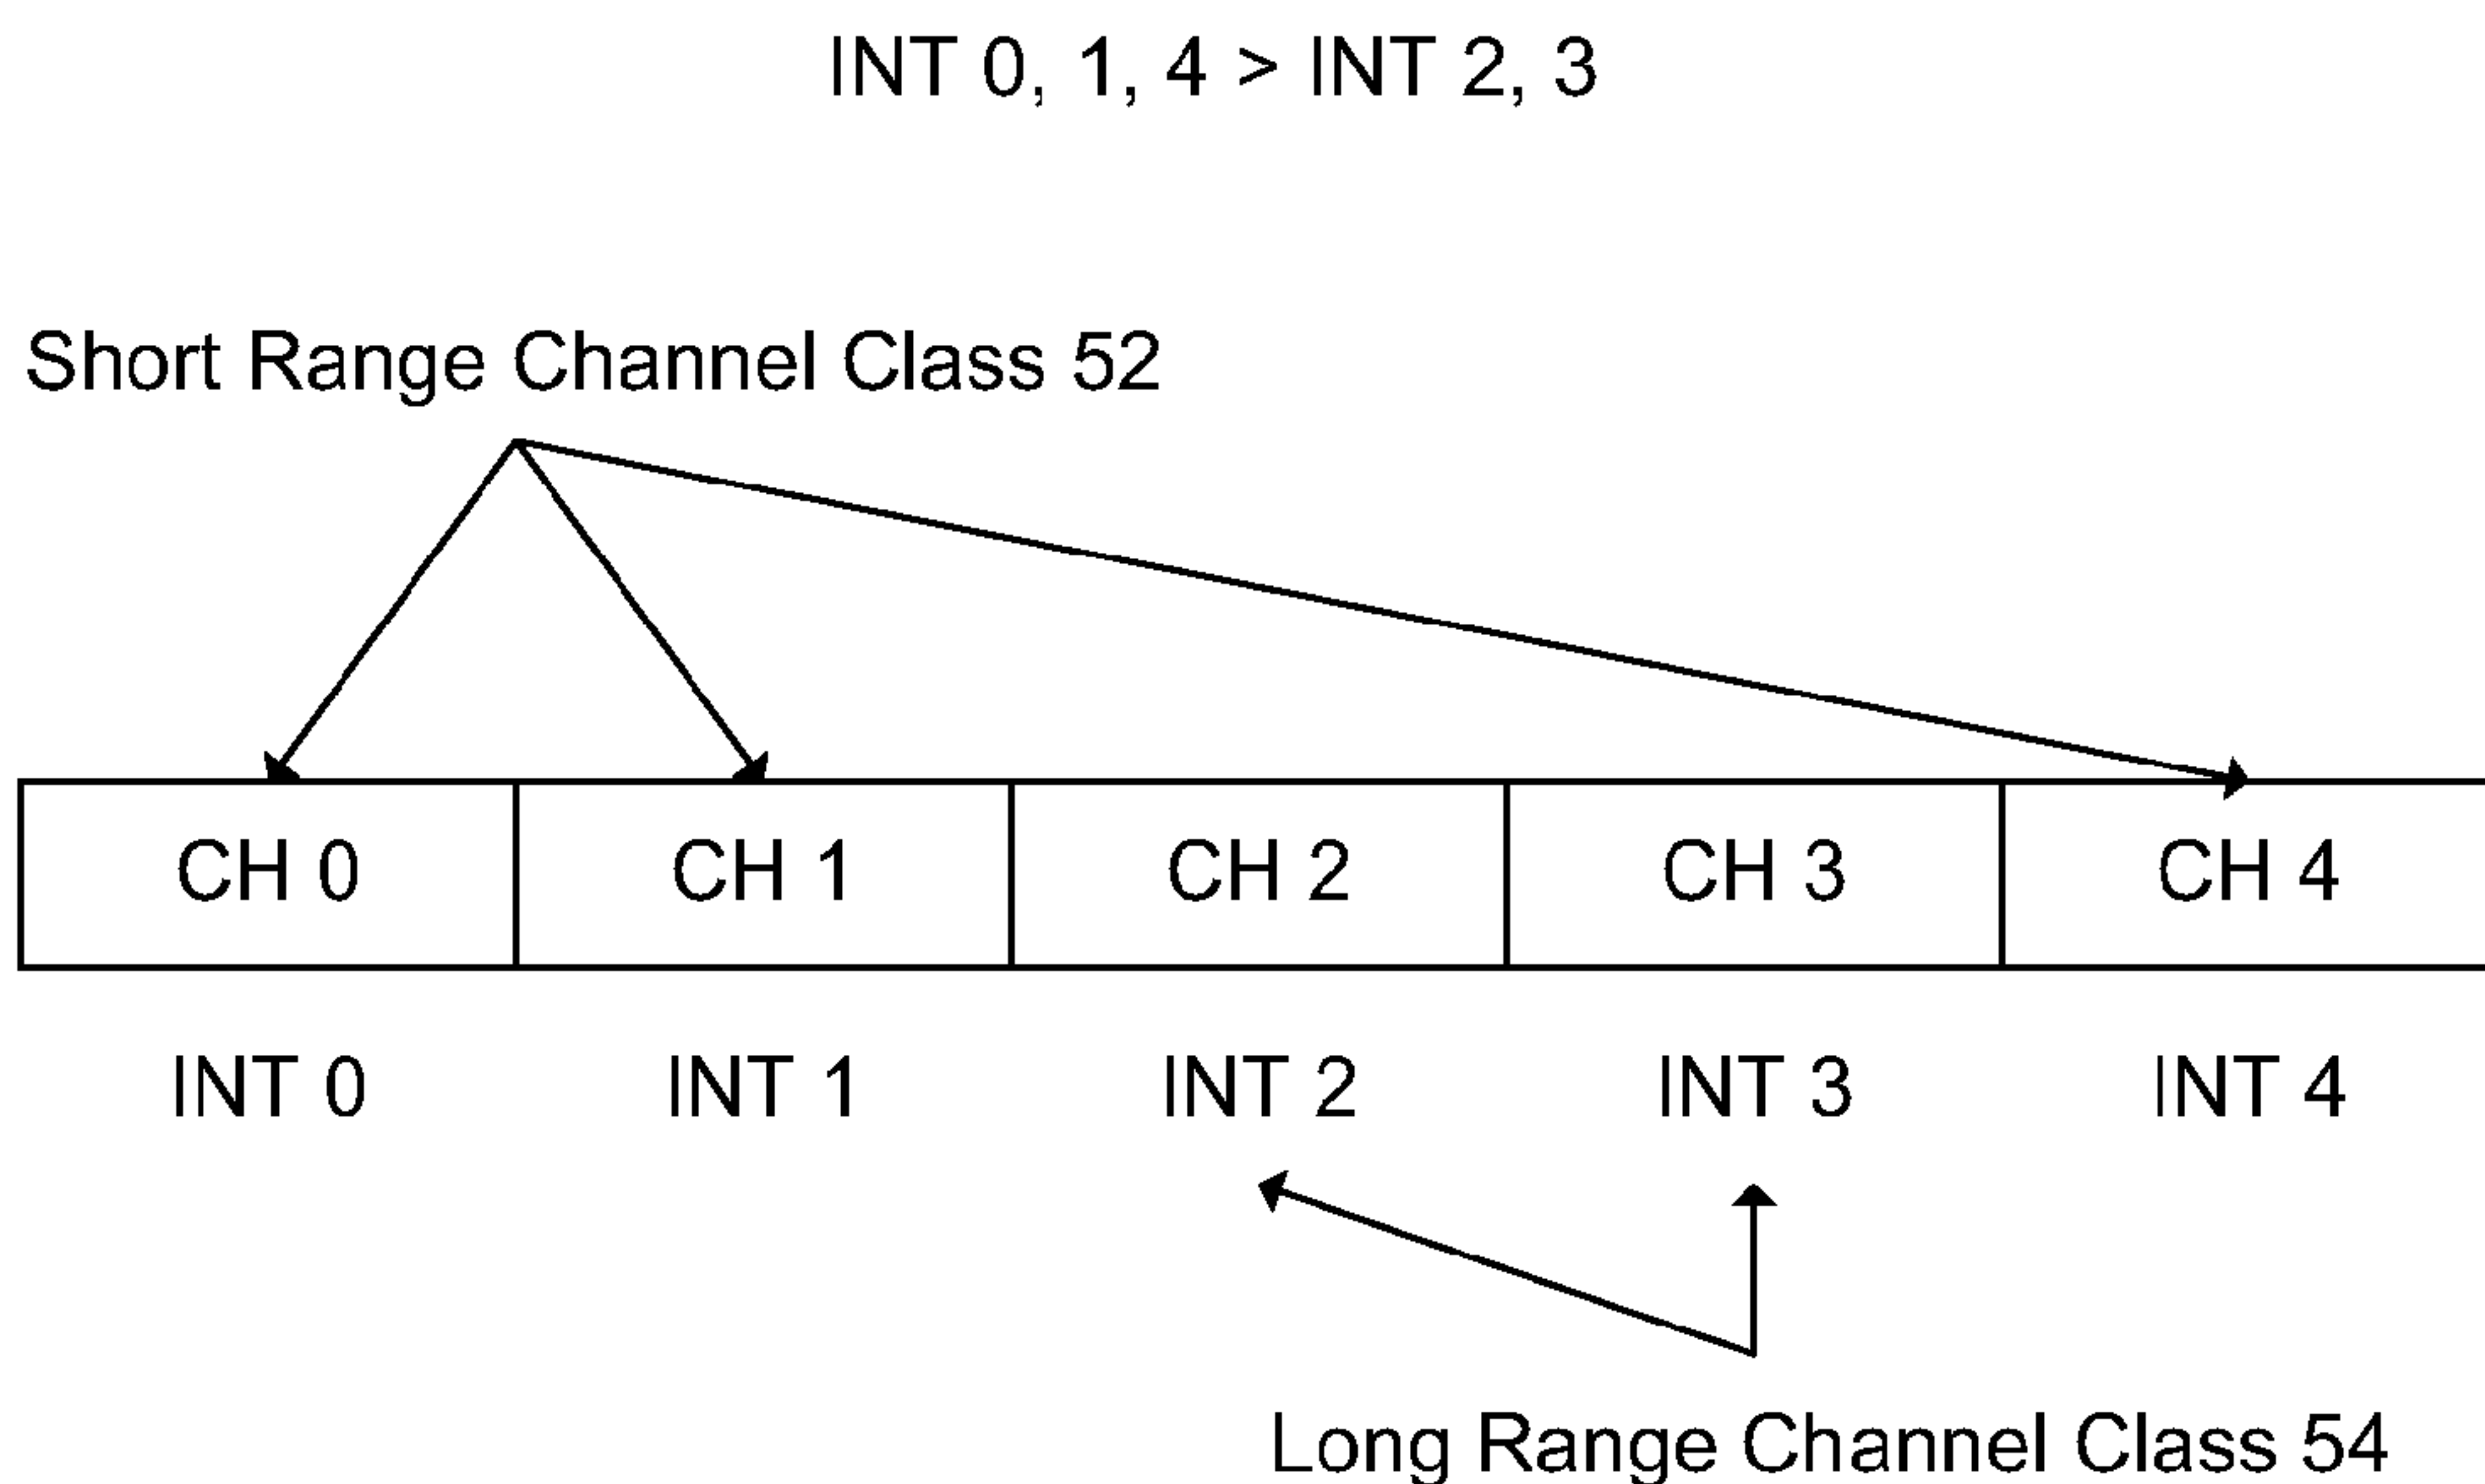 INT 0, 1, 4 > INT 2, 3
Short Range Channel Class 52
CH 0 CH 1 CH 2 CH 3 CH 4
INT 0 INT 1 INT 2 INT 3 INT 4
Long Range Channel Class 54